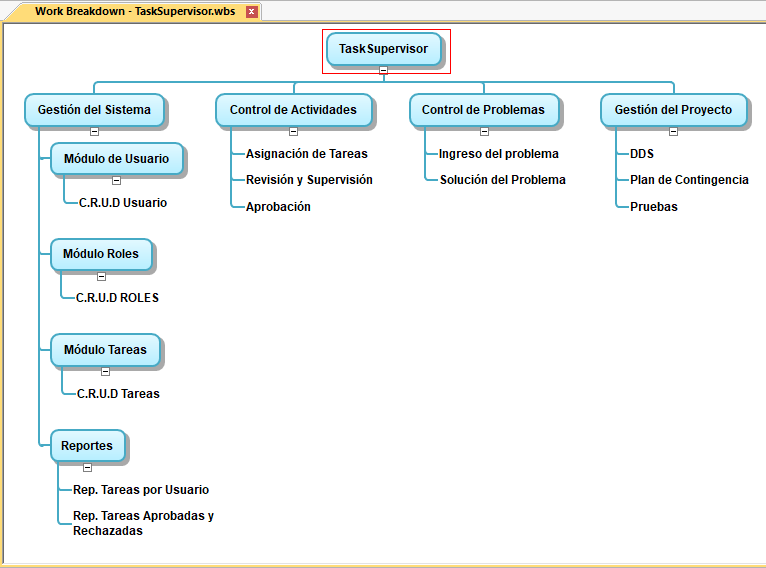 Work Breakdown - TaskSupervisor.wbs
TaskSupervisor
Gestión del Sistema
Control de Actividades
Control de Problemas
Gestión del Proyecto
Módulo de Usuario
C.R.U.D Usuario
Módulo Roles
C.R.U.D ROLES
Módulo Tareas
C.R.U.D Tareas
Reportes
Rep. Tareas por Usuario
Rep. Tareas Aprobadas y
Rechazadas
Asignación de Tareas
Revisión y Supervisión
Aprobación
Ingreso del problema
Solución del Problema
DDS
Plan de Contingencia
Pruebas